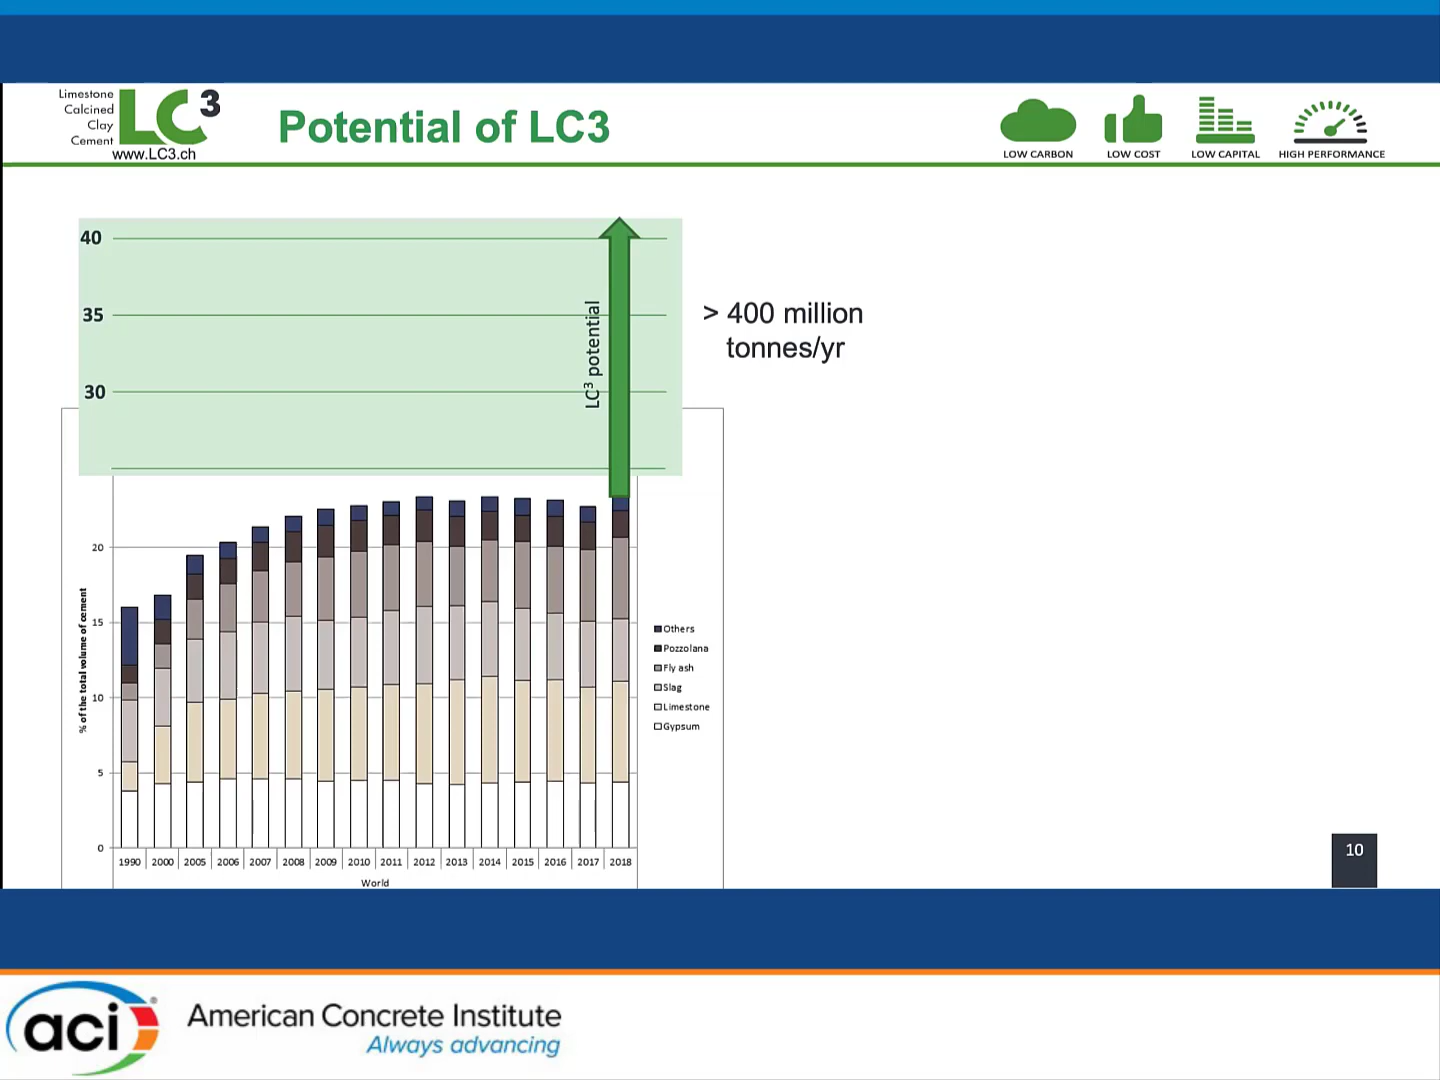 Limestone
Calcined
Clay
Cement
LC3
www.LC3.ch
Potential of LC3
LOW CARBON
LOW COST
LOW CAPITAL
HIGH PERFORMANCE
40
35
30
LC³ potential
> 400 million
tonnes/yr
20
15
10
5
0
% of the total volume of cement
Others
Pozzolana
Fly ash
Slag
Limestone
Gypsum
1990 2000 2005 2006 2007 2008 2009 2010 2011 2012 2013 2014 2015 2016 2017 2018
World
10
aci
American Concrete Institute
Always advancing